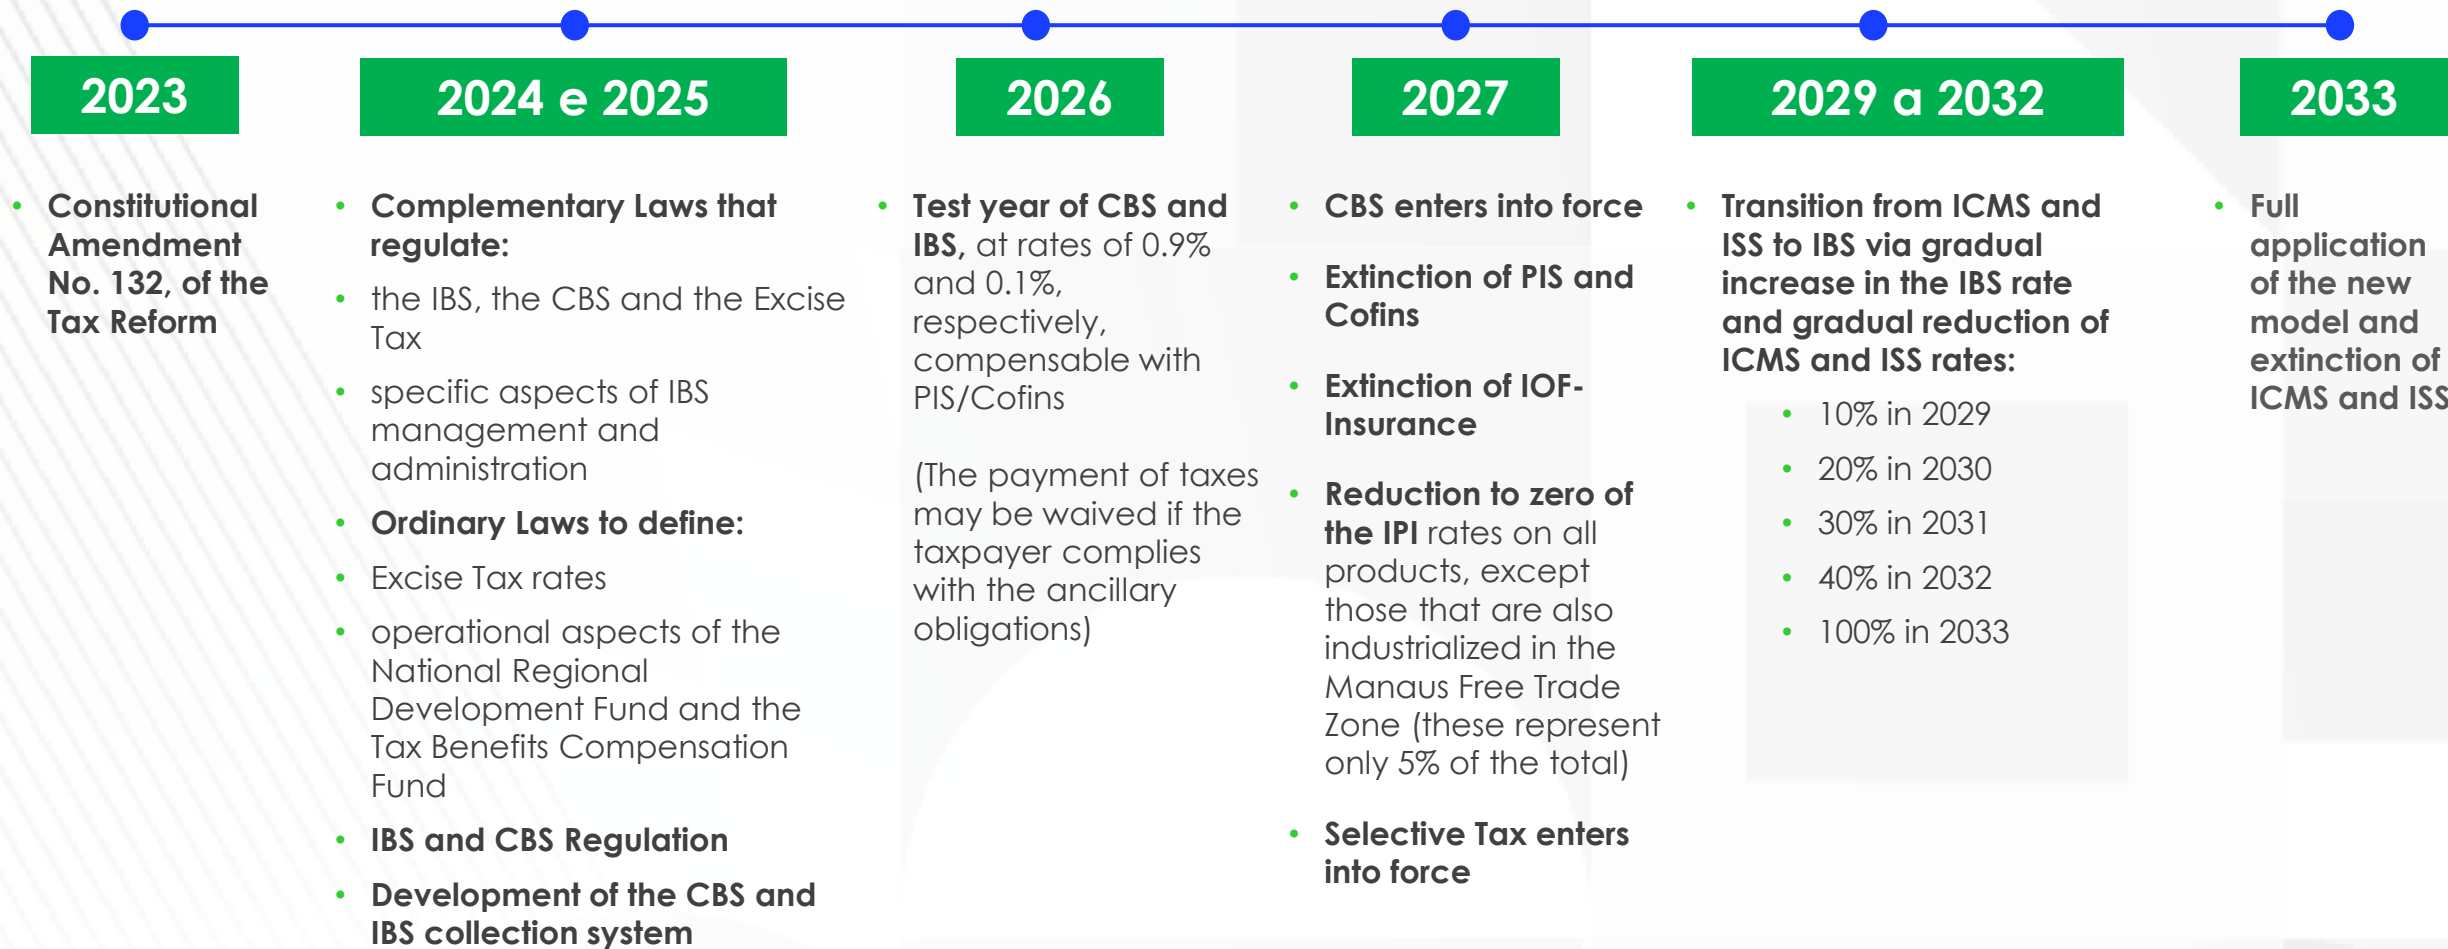 2023
Constitutional
Amendment
No. 132, of the
Tax Reform
2024 e 2025
Complementary Laws that
regulate:
the IBS, the CBS and the Excise
Tax
specific aspects of IBS
management and
administration
Ordinary Laws to define:
Excise Tax rates
operational aspects of the
National Regional
Development Fund and the
Tax Benefits Compensation
Fund
IBS and CBS Regulation
Development of the CBS and
IBS collection system
2026
Test year of CBS and
IBS, at rates of 0.9%
and 0.1%,
respectively,
compensable with
PIS/Cofins
(The payment of taxes
may be waived if the
taxpayer complies
with the ancillary
obligations)
2027
CBS enters into force
Extinction of PIS and
Cofins
Extinction of IOF-
Insurance
Reduction to zero of
the IPI rates on all
products, except
those that are also
industrialized in the
Manaus Free Trade
Zone (these represent
only 5% of the total)
Selective Tax enters
into force
2029 a 2032
Transition from ICMS and
ISS to IBS via gradual
increase in the IBS rate
and gradual reduction of
ICMS and ISS rates:
10% in 2029
20% in 2030
30% in 2031
40% in 2032
100% in 2033
2033
Full
application
of the new
model and
extinction of
ICMS and ISS